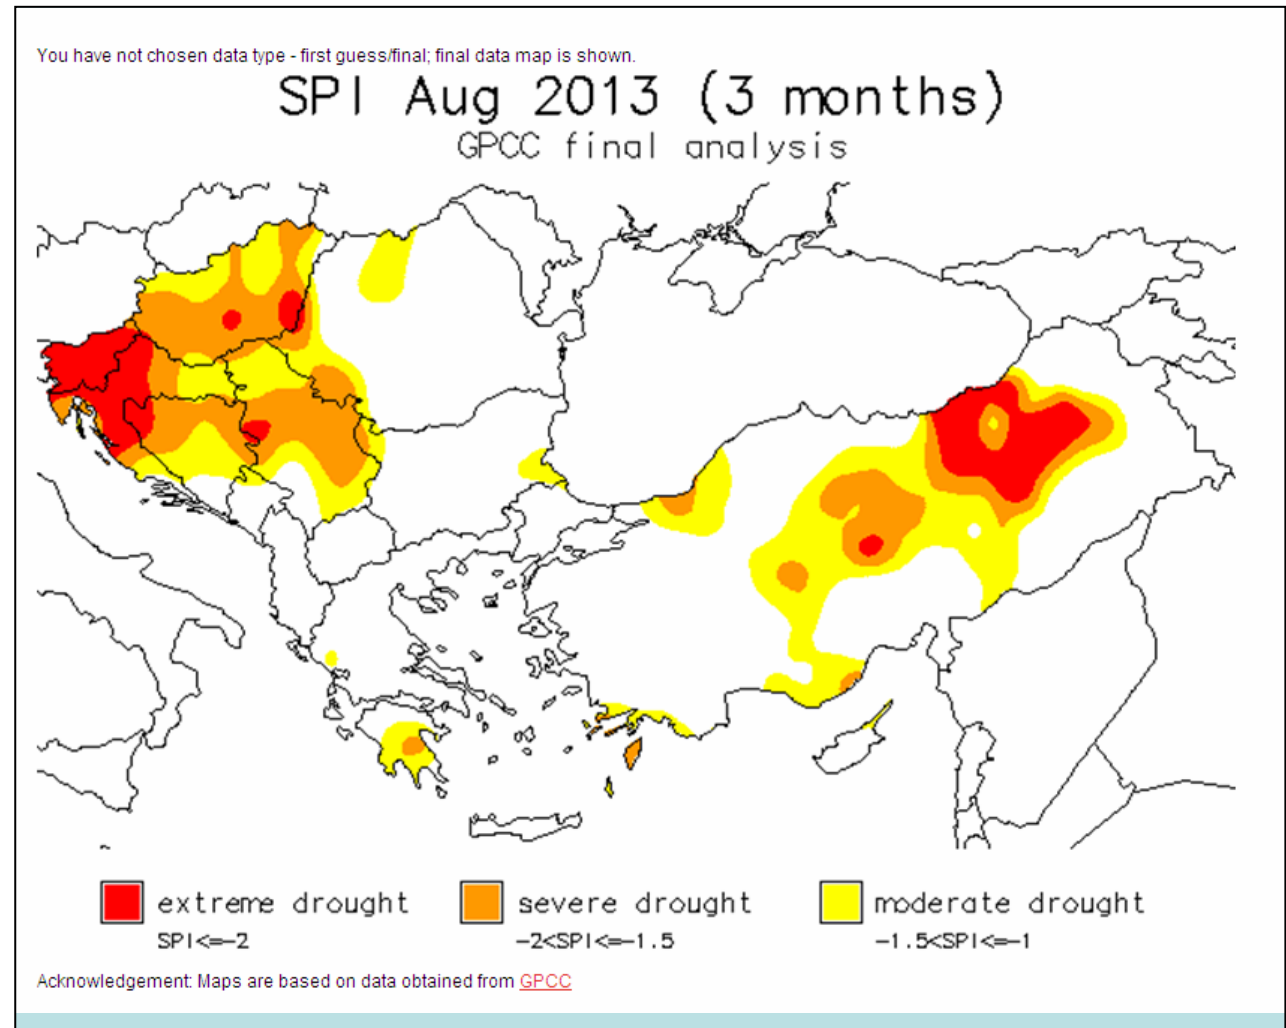 You have not chosen data type - first guess/final; final data map is shown.
SPI Aug 2013 (3 months)
GPCC final analysis
extreme drought severe drought moderate drought
SPI<=-2 -2<SPI<=-1.5 -1.5<SPI<=-1
Acknowledgement: Maps are based on data obtained from GPCC